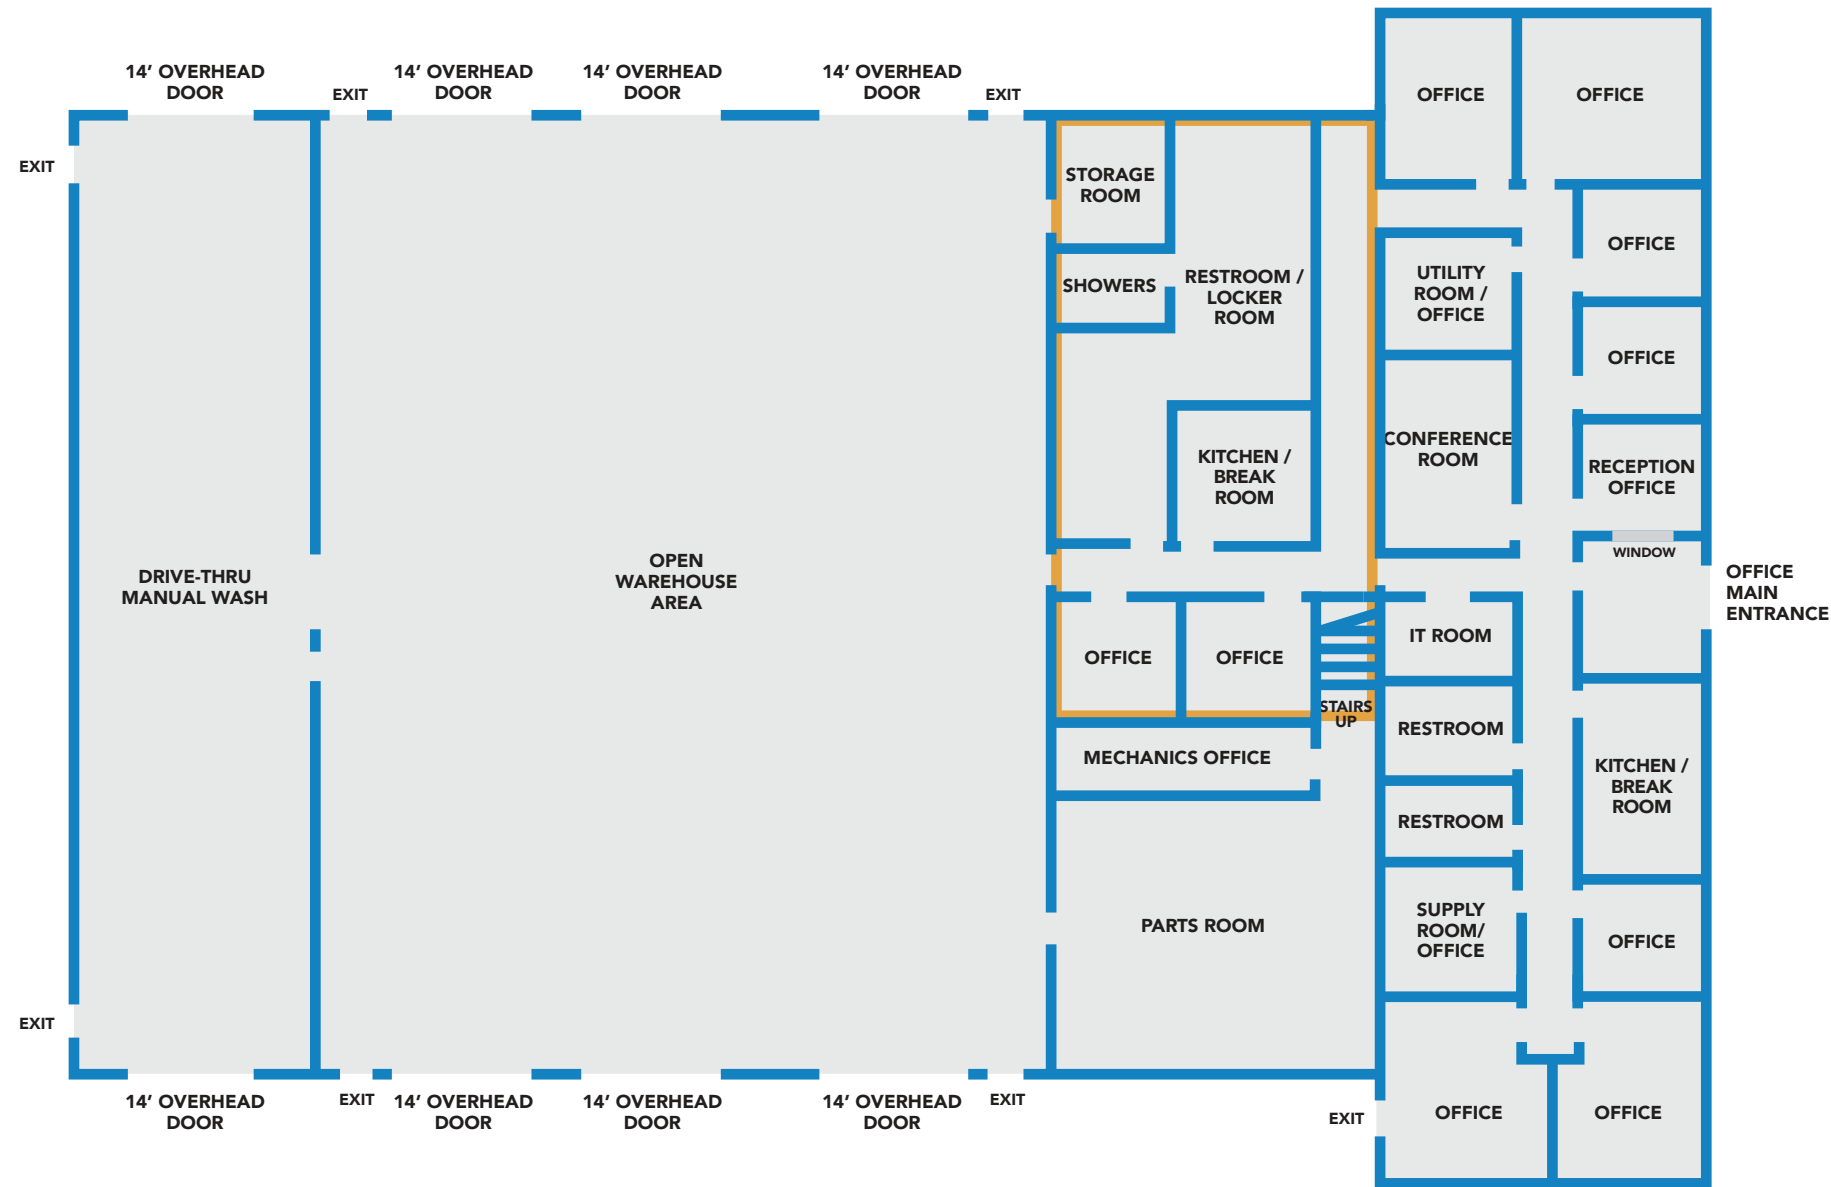 14’ OVERHEAD
DOOR
EXIT
14’ OVERHEAD
DOOR
14’ OVERHEAD
DOOR
14’ OVERHEAD
DOOR
EXIT
OFFICE
OFFICE
EXIT
STORAGE
ROOM
SHOWERS
RESTROOM /
LOCKER
ROOM
UTILITY
ROOM /
OFFICE
OFFICE
OFFICE
CONFERENCE
ROOM
KITCHEN /
BREAK
ROOM
RECEPTION
OFFICE
WINDOW
OFFICE
MAIN
ENTRANCE
DRIVE-THRU
MANUAL WASH
OPEN
WAREHOUSE
AREA
OFFICE
OFFICE
IT ROOM
STAIRS
UP
RESTROOM
MECHANICS OFFICE
KITCHEN /
BREAK
ROOM
RESTROOM
PARTS ROOM
SUPPLY
ROOM/
OFFICE
OFFICE
EXIT
14’ OVERHEAD
DOOR
EXIT
14’ OVERHEAD
DOOR
14’ OVERHEAD
DOOR
14’ OVERHEAD
DOOR
EXIT
EXIT
OFFICE
OFFICE